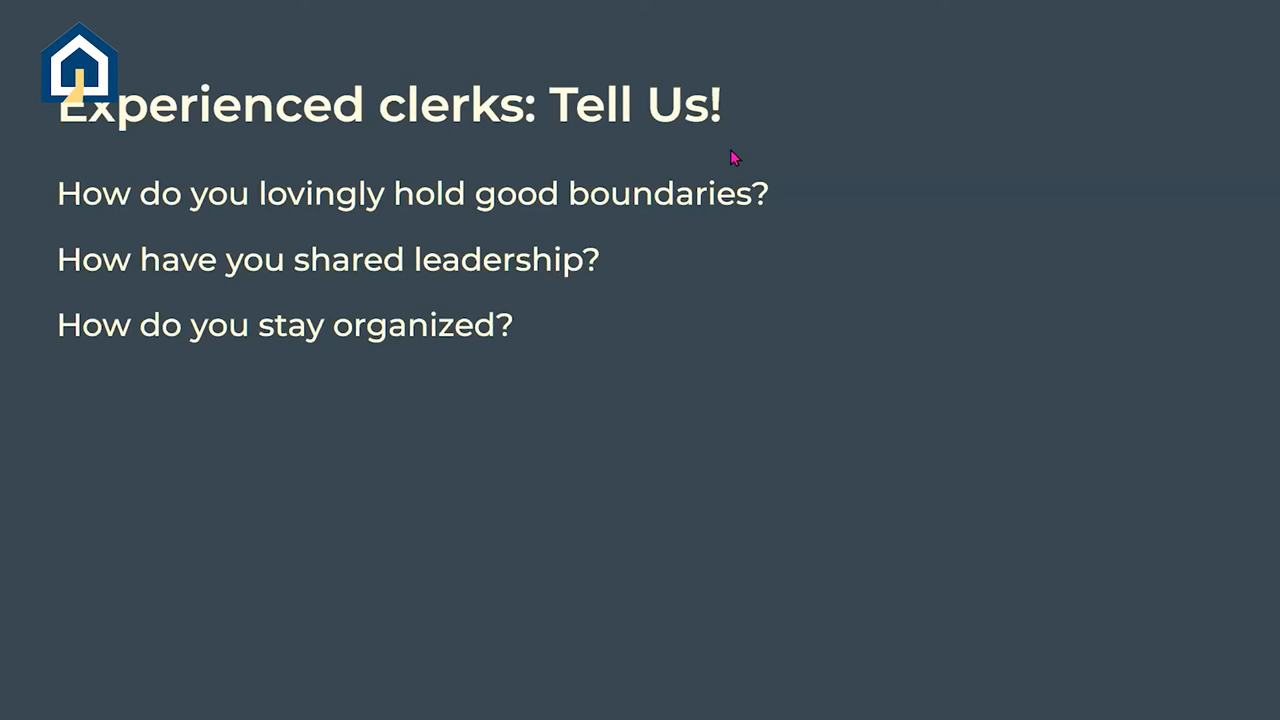 Experienced clerks: Tell Us!
How do you lovingly hold good boundaries?
How have you shared leadership?
How do you stay organized?